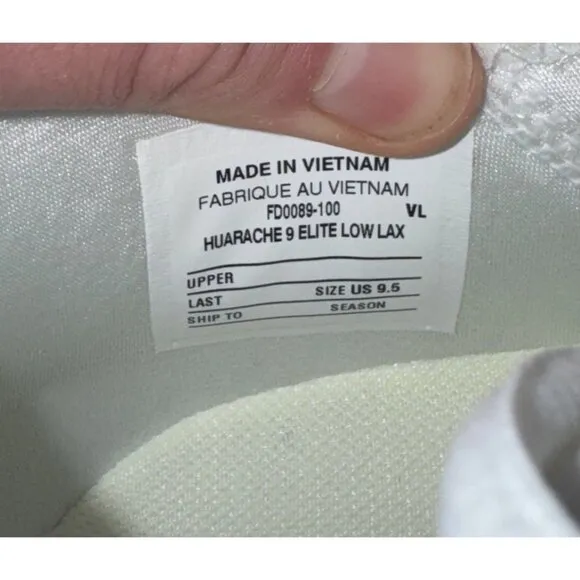 MADE IN VIETNAM
FABRIQUE AU VIETNAM
FD0089-100 VL
HUARACHE 9 ELITE LOW LAX
UPPER
LAST SIZE US 9.5
SHIP TO SEASON